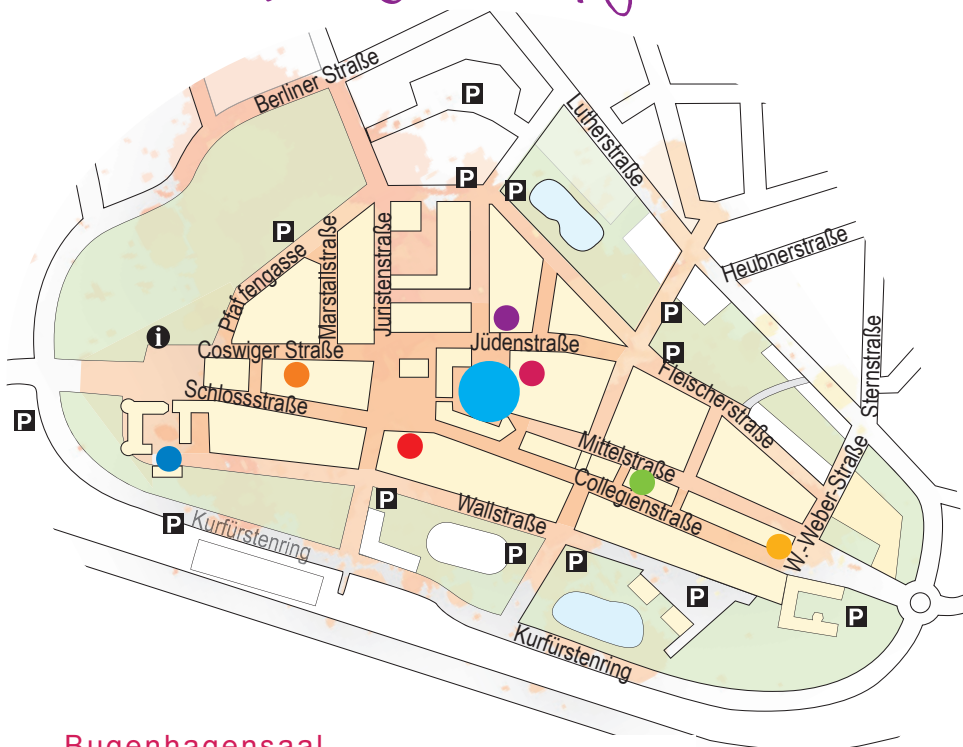 Berliner Straße
P
Lutherstraße
P
P
P
Heubnerstraße
Marstallstraße
Juristenstraße
Pfaffengasse
P
Sternstraße
i
Jüdenstraße
Coswiger Straße
P
Fleischerstraße
Schlossstraße
P
Mittelstraße
W.-Weber-Straße
Collegienstraße
P
Wallstraße
P
Kurfürstenring
P
P
P
P
Kurfürstenring
Bugenhagensaal